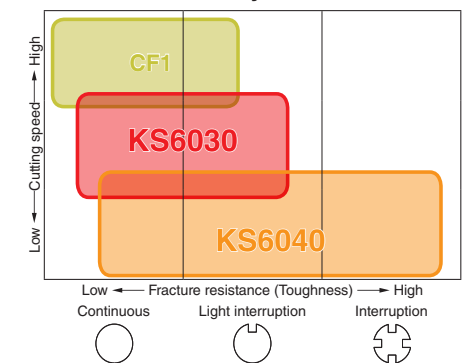 CF1
KS6030
KS6040
Low ← Cutting speed → High
Low ← Fracture resistance (Toughness) → High
Continuous Light interruption Interruption